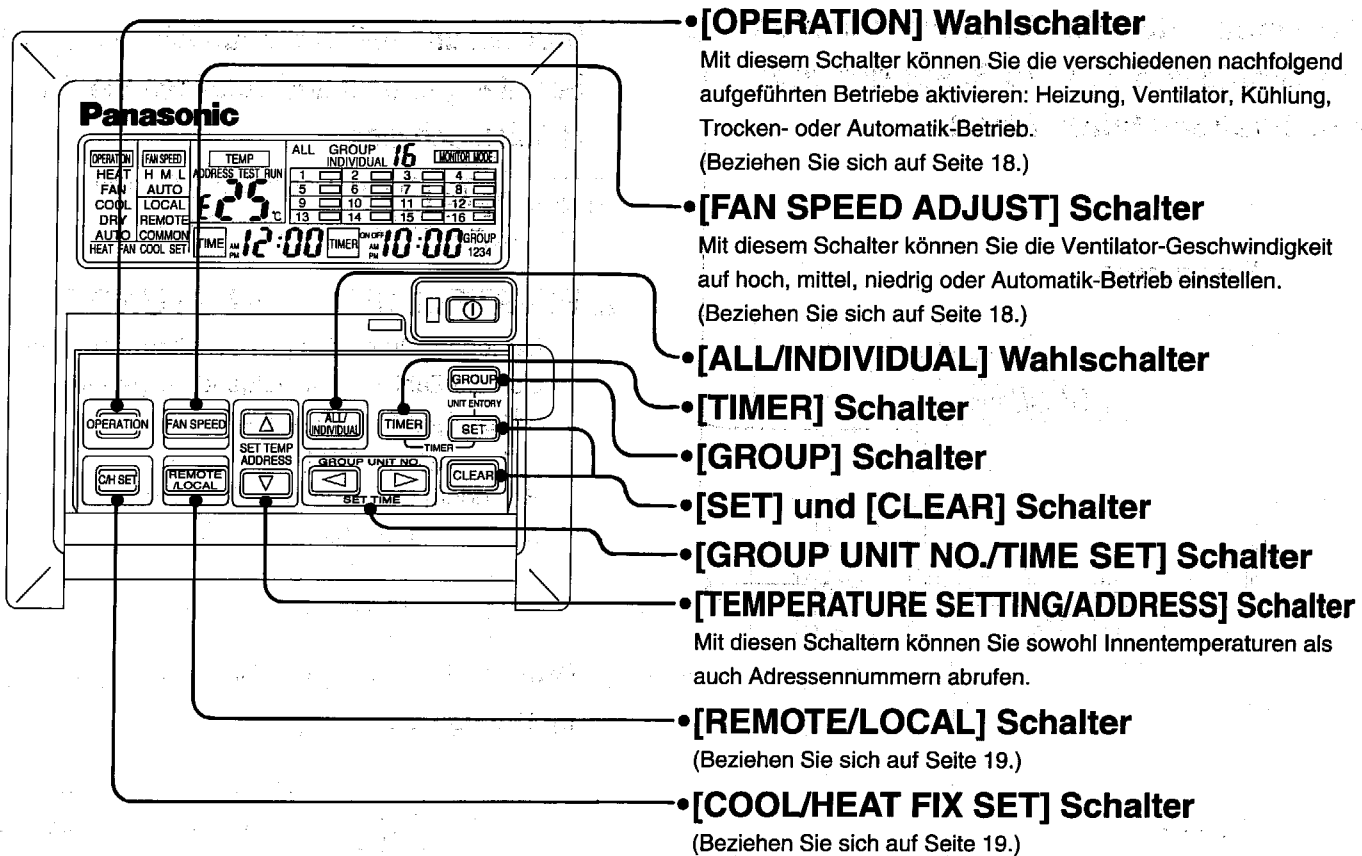 Panasonic
OPERATION FAN SPEED TEMP ALL GROUP INDIVIDUAL 16 MONITOR MODE
HEAT H M L ADDRESS TEST RUN 1 2 3 4
FAN AUTO E25 °C 5 6 7 8
COOL LOCAL 9 10 11 12
DRY REMOTE 13 14 15 16
AUTO COMMON TIME AM PM 12:00 TIMER ON OFF AM PM 10:00 GROUP
HEAT FAN COOL SET 1234
GROUP
UNIT ENTORY
OPERATION FAN SPEED △ ALL/INDIVIDUAL TIMER SET
SET TEMP
ADDRESS
TIMER
GROUP UNIT NO.
C/H SET REMOTE/LOCAL ▽ ◁ ▷ CLEAR
SET TIME
•[OPERATION] Wahlschalter
Mit diesem Schalter können Sie die verschiedenen nachfolgend
aufgeführten Betriebe aktivieren: Heizung, Ventilator, Kühlung,
Trocken- oder Automatik-Betrieb.
(Beziehen Sie sich auf Seite 18.)
•[FAN SPEED ADJUST] Schalter
Mit diesem Schalter können Sie die Ventilator-Geschwindigkeit
auf hoch, mittel, niedrig oder Automatik-Betrieb einstellen.
(Beziehen Sie sich auf Seite 18.)
•[ALL/INDIVIDUAL] Wahlschalter
•[TIMER] Schalter
•[GROUP] Schalter
•[SET] und [CLEAR] Schalter
•[GROUP UNIT NO./TIME SET] Schalter
•[TEMPERATURE SETTING/ADDRESS] Schalter
Mit diesen Schaltern können Sie sowohl Innentemperaturen als
auch Adressennummern abrufen.
•[REMOTE/LOCAL] Schalter
(Beziehen Sie sich auf Seite 19.)
•[COOL/HEAT FIX SET] Schalter
(Beziehen Sie sich auf Seite 19.)